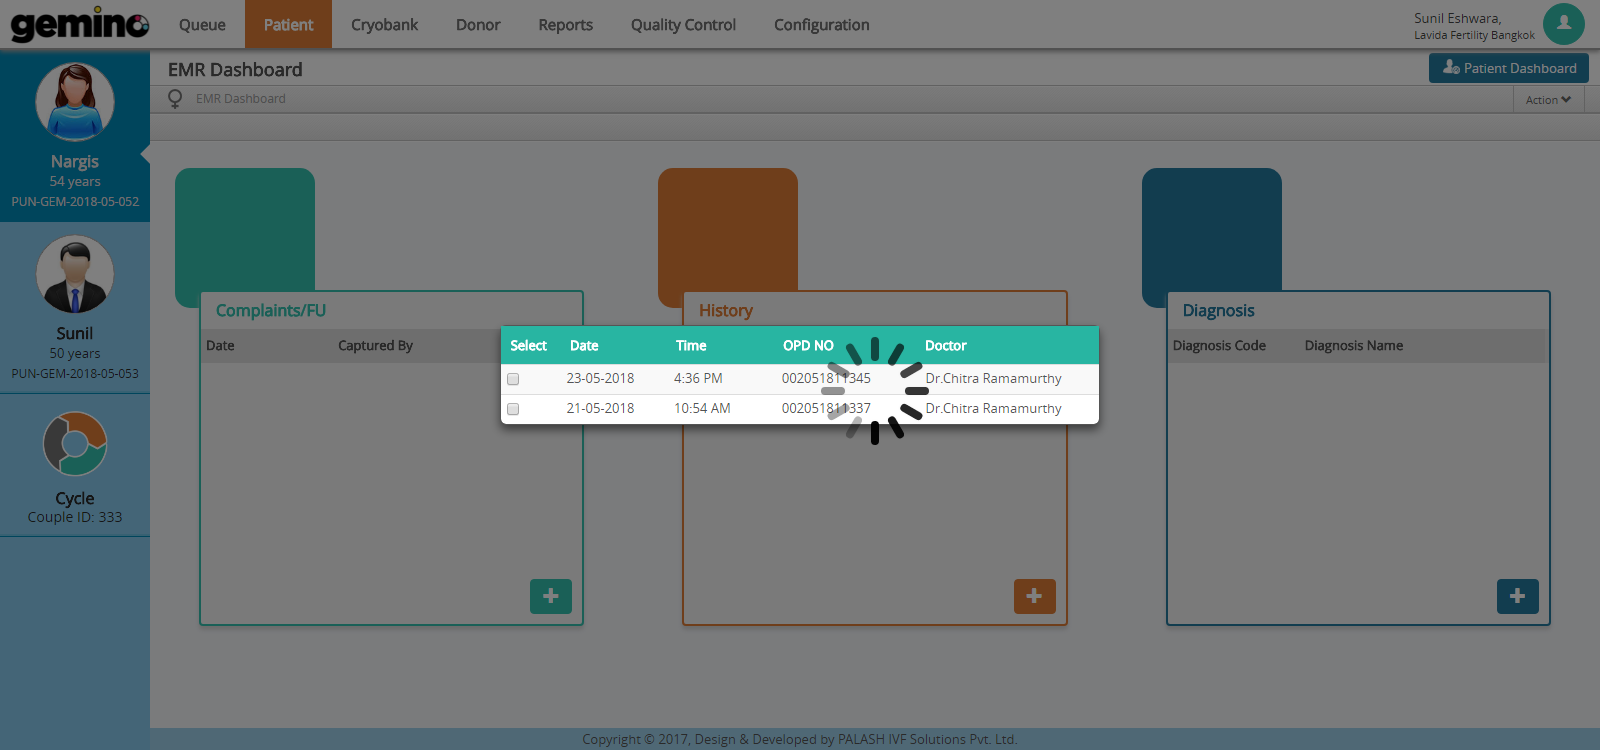 gemino
Queue Patient Cryobank Donor Reports Quality Control Configuration
Sunil Eshwara,
Lavida Fertility Bangkok
EMR Dashboard
Patient Dashboard
EMR Dashboard
Action
Nargis
54 years
PUN-GEM-2018-05-052
Sunil
50 years
PUN-GEM-2018-05-053
Cycle
Couple ID: 333
Complaints/FU
Date Captured By
History
Diagnosis
Diagnosis Code Diagnosis Name
Select Date Time OPD NO Doctor
23-05-2018 4:36 PM 002051811345 Dr.Chitra Ramamurthy
21-05-2018 10:54 AM 002051811337 Dr.Chitra Ramamurthy
Copyright © 2017, Design & Developed by PALASH IVF Solutions Pvt. Ltd.